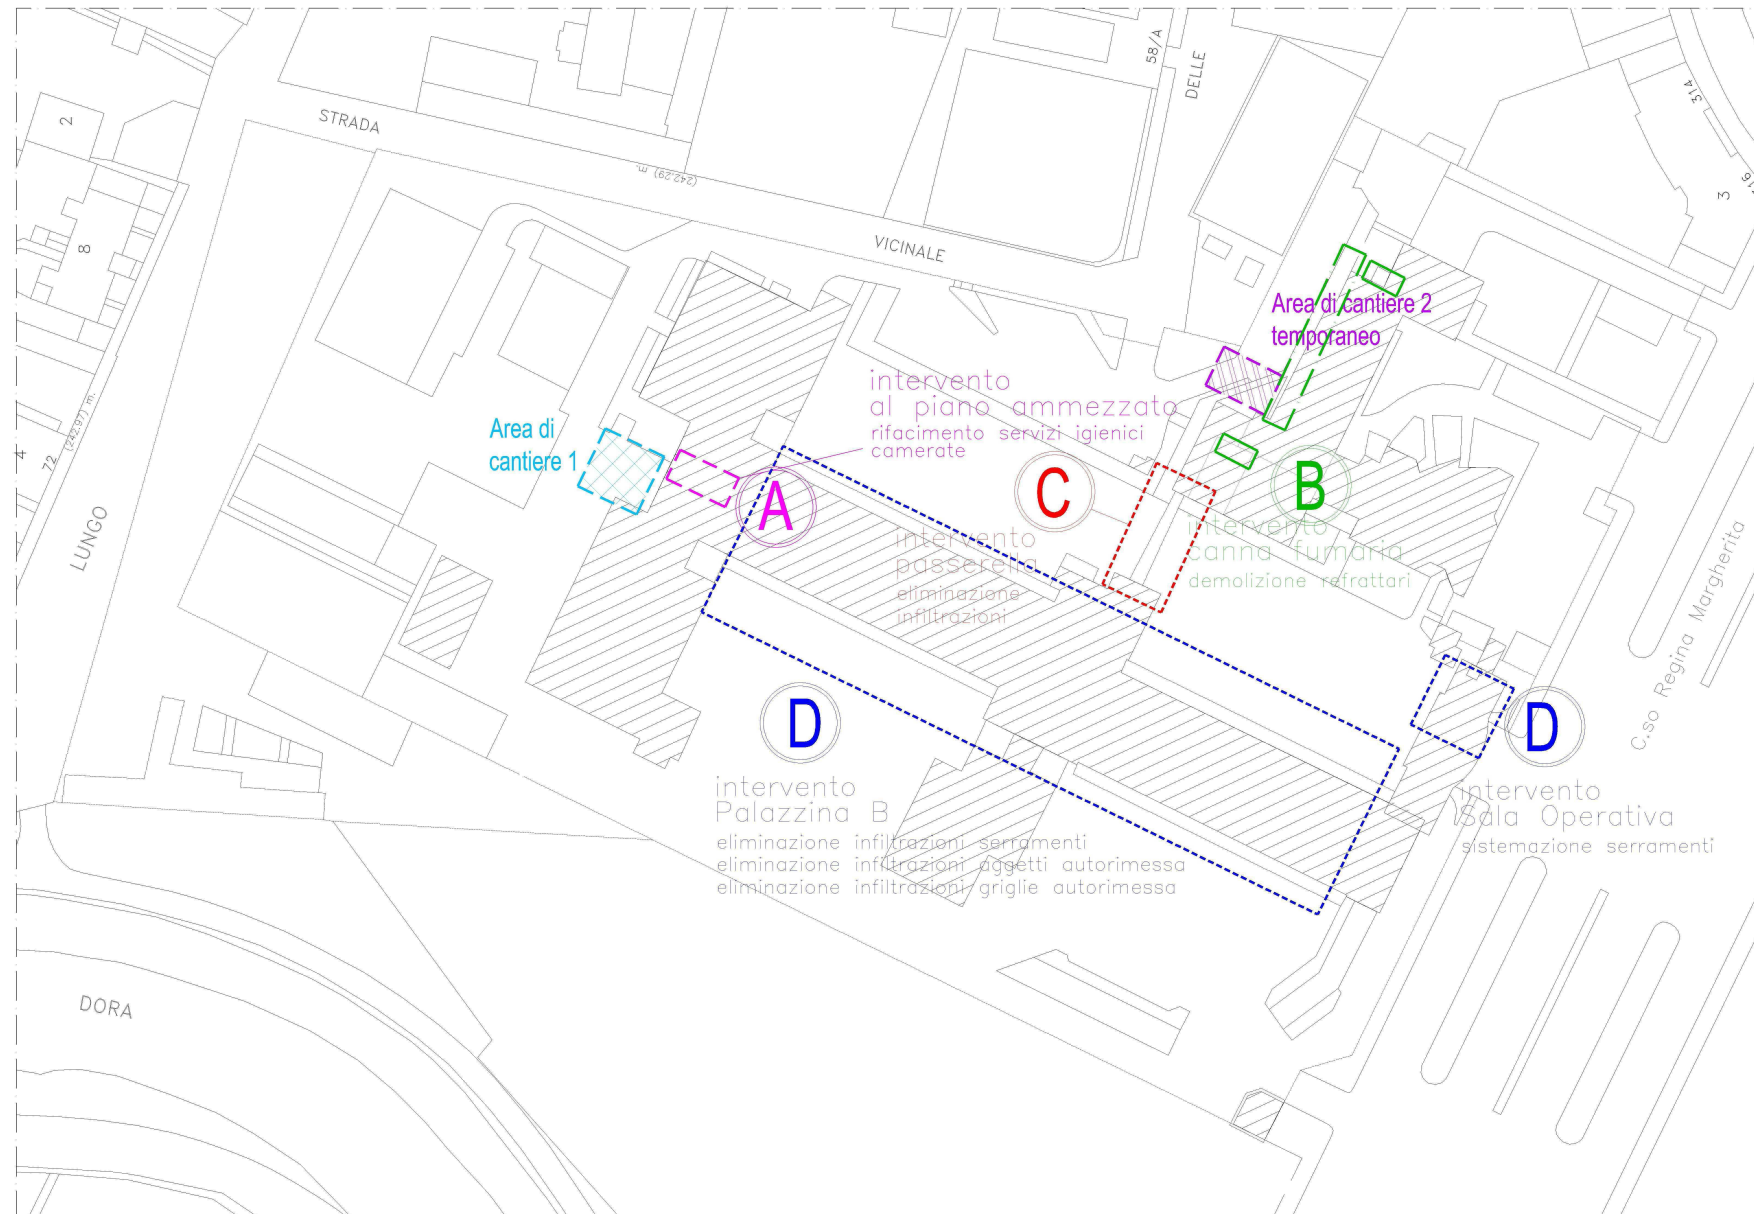 STRADA
(242.29) m.
VICINALE
58/A
DELLE
314
316
3
2
8
4
72
(242.97) m.
LUNGO
DORA
C.so Regina Margherita
Area di
cantiere 1
Area di cantiere 2
temporaneo
intervento
al piano ammezzato
rifacimento servizi igienici
camerate
A
C
intervento
passerella
eliminazione
infiltrazioni
B
intervento
canna fumaria
demolizione refrattari
D
intervento
Palazzina B
eliminazione infiltrazioni serramenti
eliminazione infiltrazioni aggetti autorimessa
eliminazione infiltrazioni griglie autorimessa
D
intervento
Sala Operativa
sistemazione serramenti